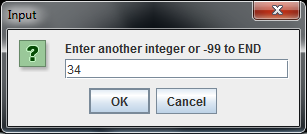 Input
?
Enter another integer or -99 to END
34
OK Cancel